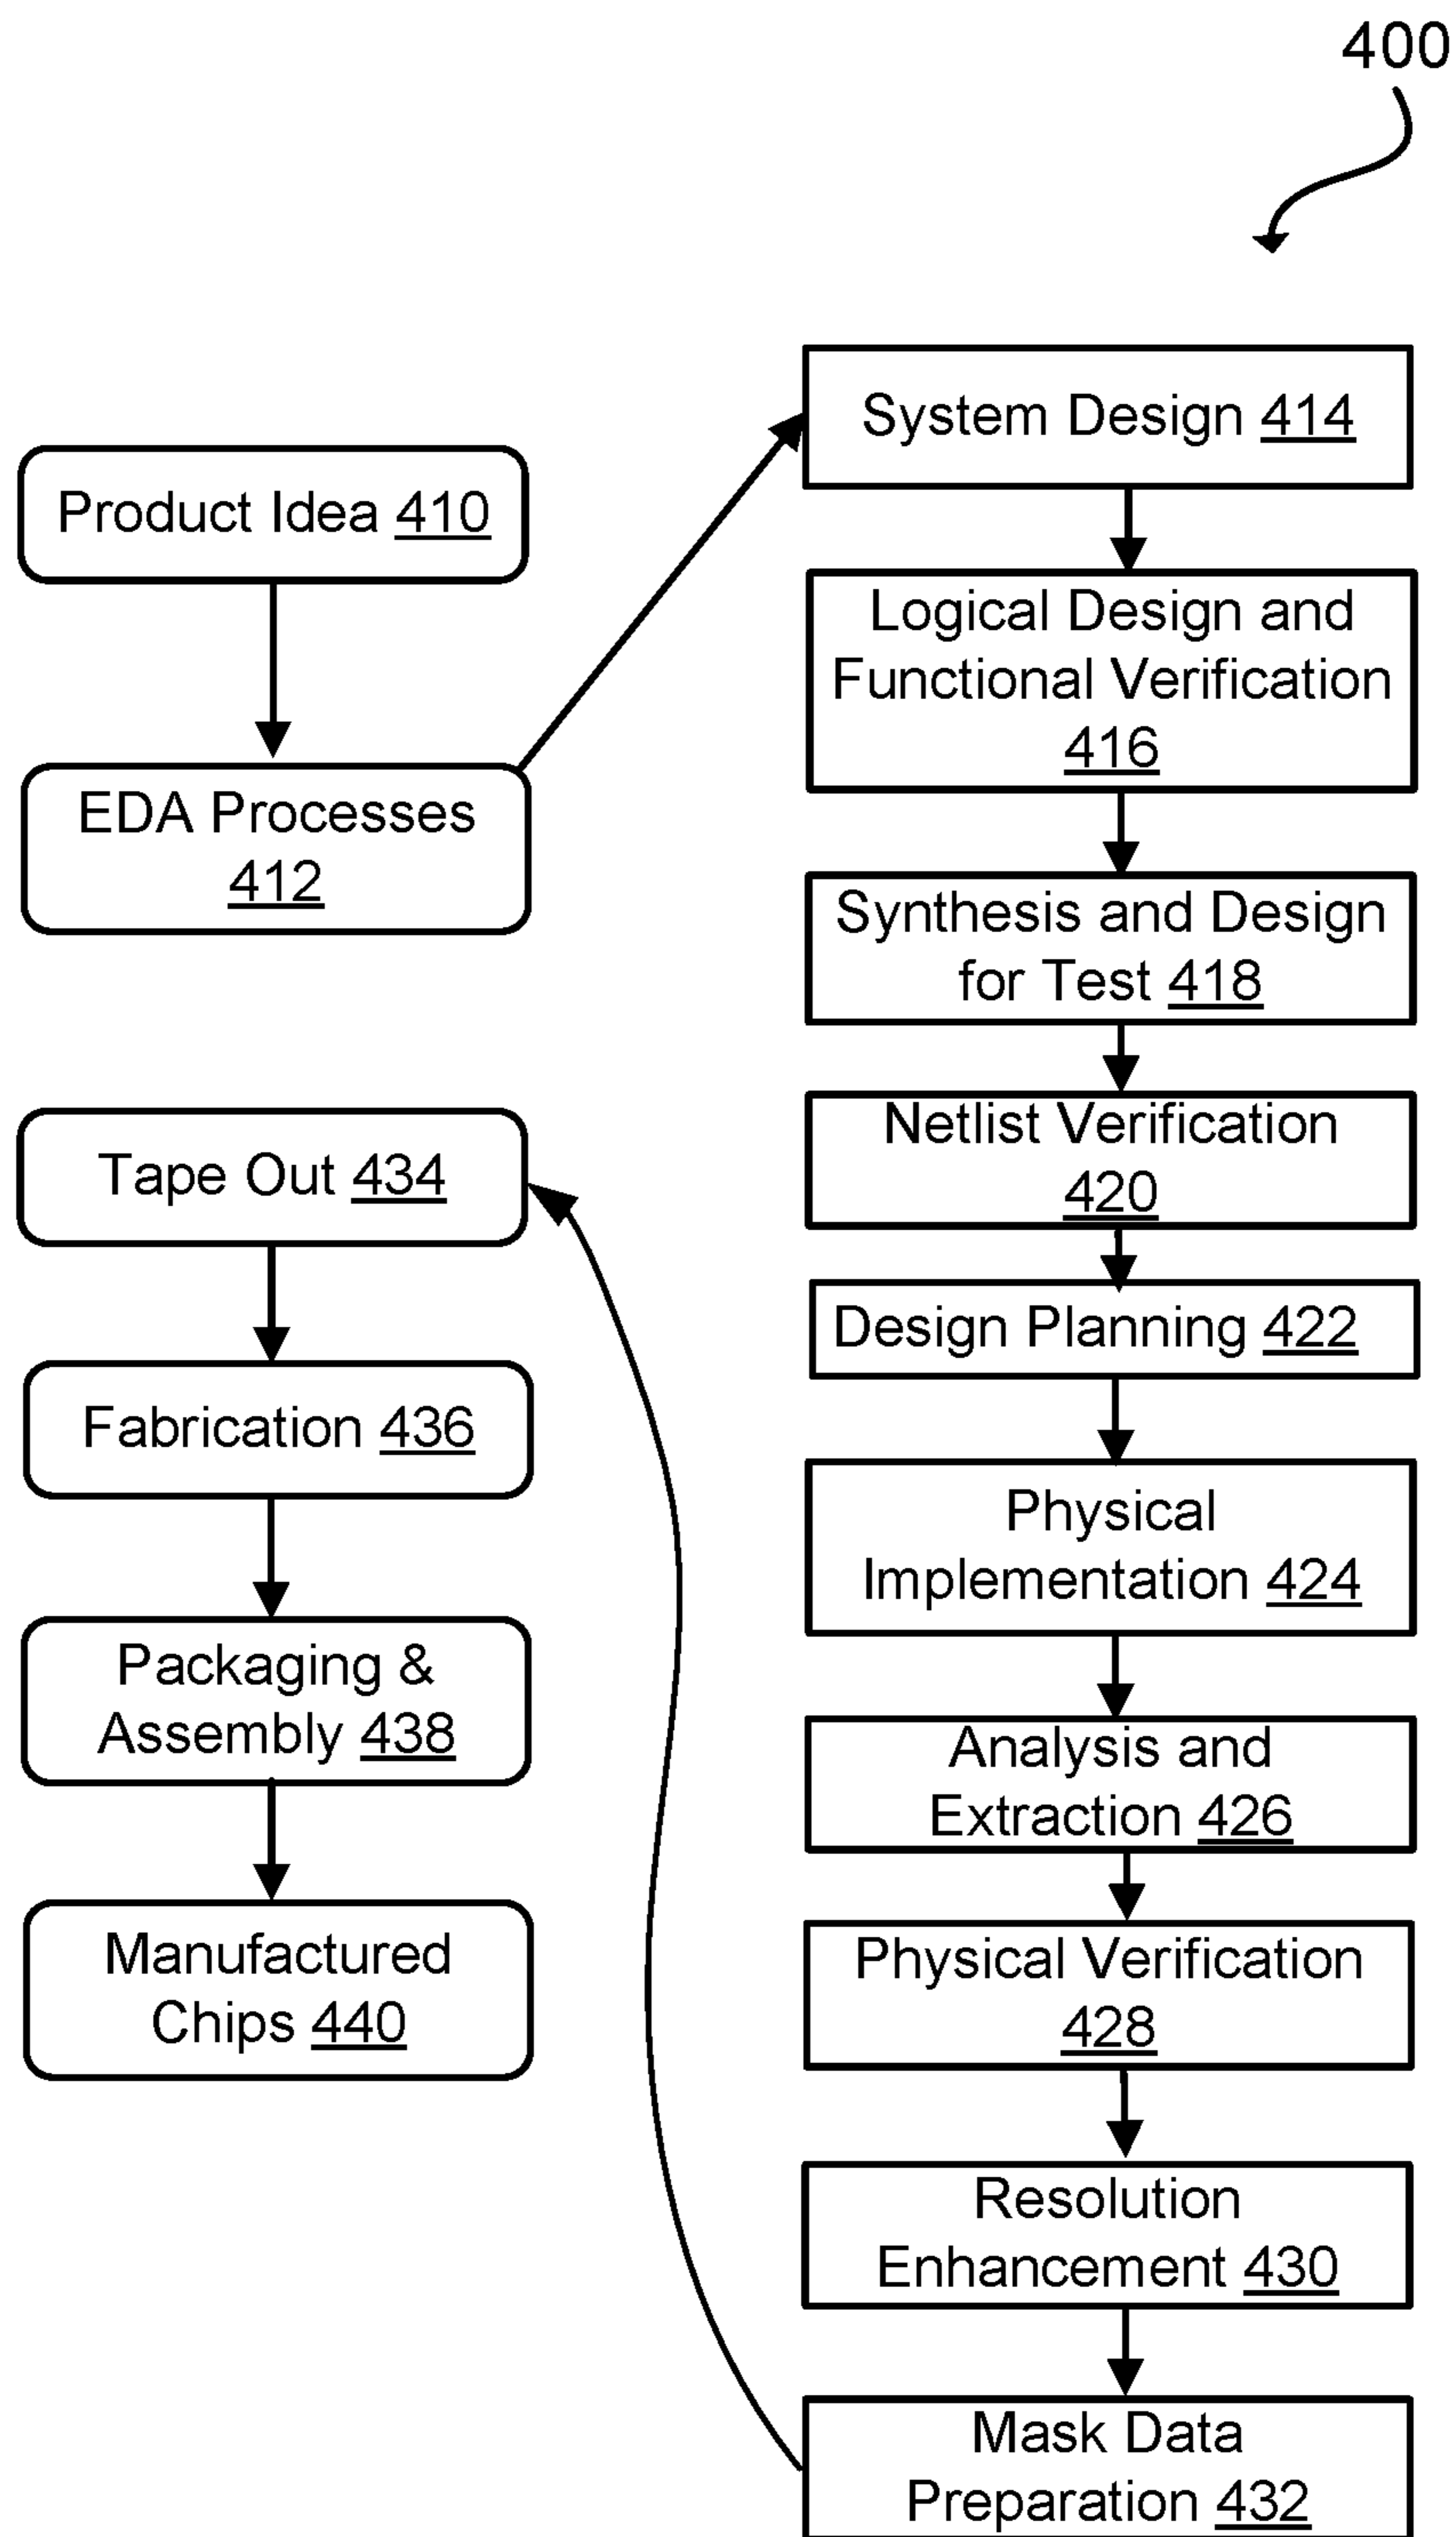 400
Product Idea 410
EDA Processes
412
System Design 414
Logical Design and
Functional Verification
416
Synthesis and Design
for Test 418
Netlist Verification
420
Design Planning 422
Physical
Implementation 424
Analysis and
Extraction 426
Physical Verification
428
Resolution
Enhancement 430
Mask Data
Preparation 432
Tape Out 434
Fabrication 436
Packaging &
Assembly 438
Manufactured
Chips 440